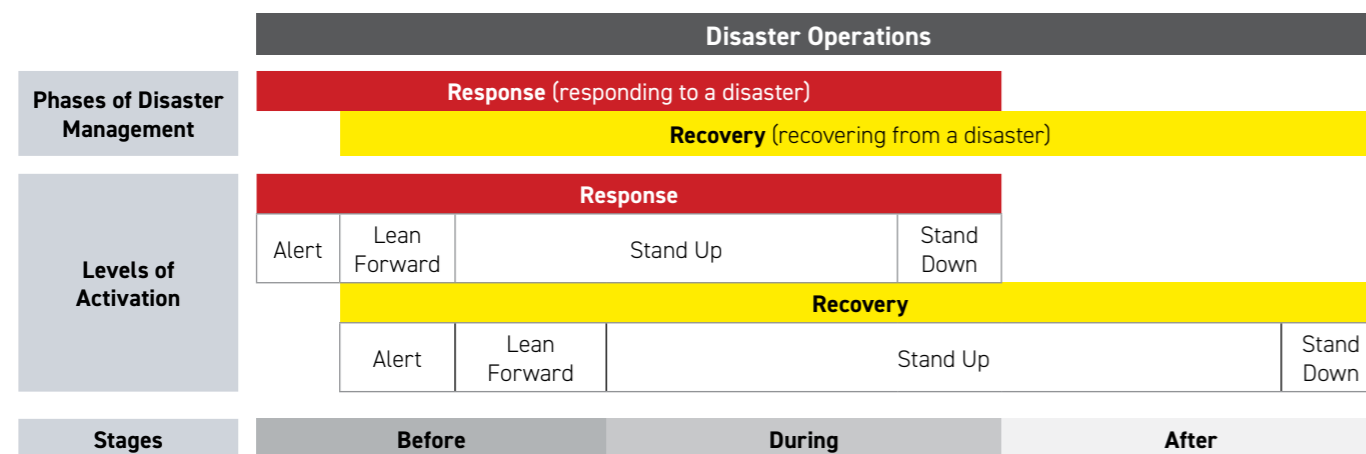 Disaster Operations
Phases of Disaster
Management
Response (responding to a disaster)
Recovery (recovering from a disaster)
Levels of
Activation
Response
Alert
Lean
Forward
Stand Up
Stand
Down
Recovery
Alert
Lean
Forward
Stand Up
Stand
Down
Stages
Before
During
After